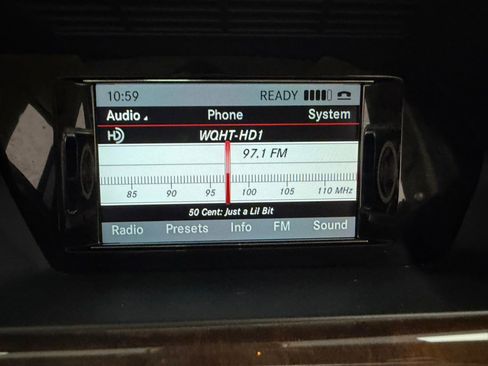 10:59 READY
Audio Phone System
HD WQHT-HD1
97.1 FM
85 90 95 100 105 110 MHz
50 Cent: Just a Lil Bit
Radio Presets Info FM Sound